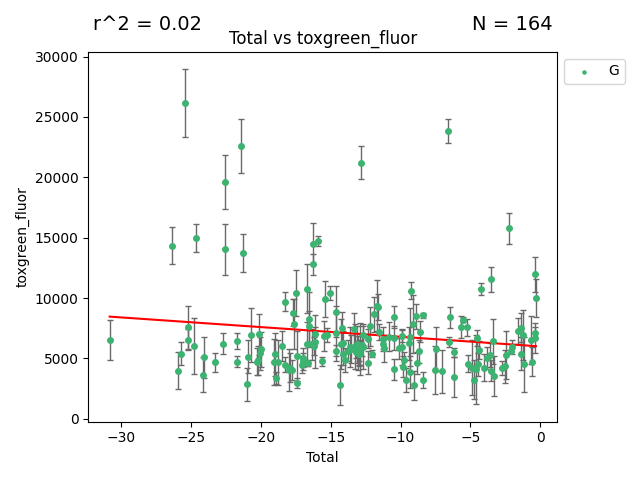 r^2 = 0.02
N = 164
Total vs toxgreen_fluor
G
30000
25000
20000
15000
10000
5000
0
toxgreen_fluor
−30 −25 −20 −15 −10 −5 0
Total